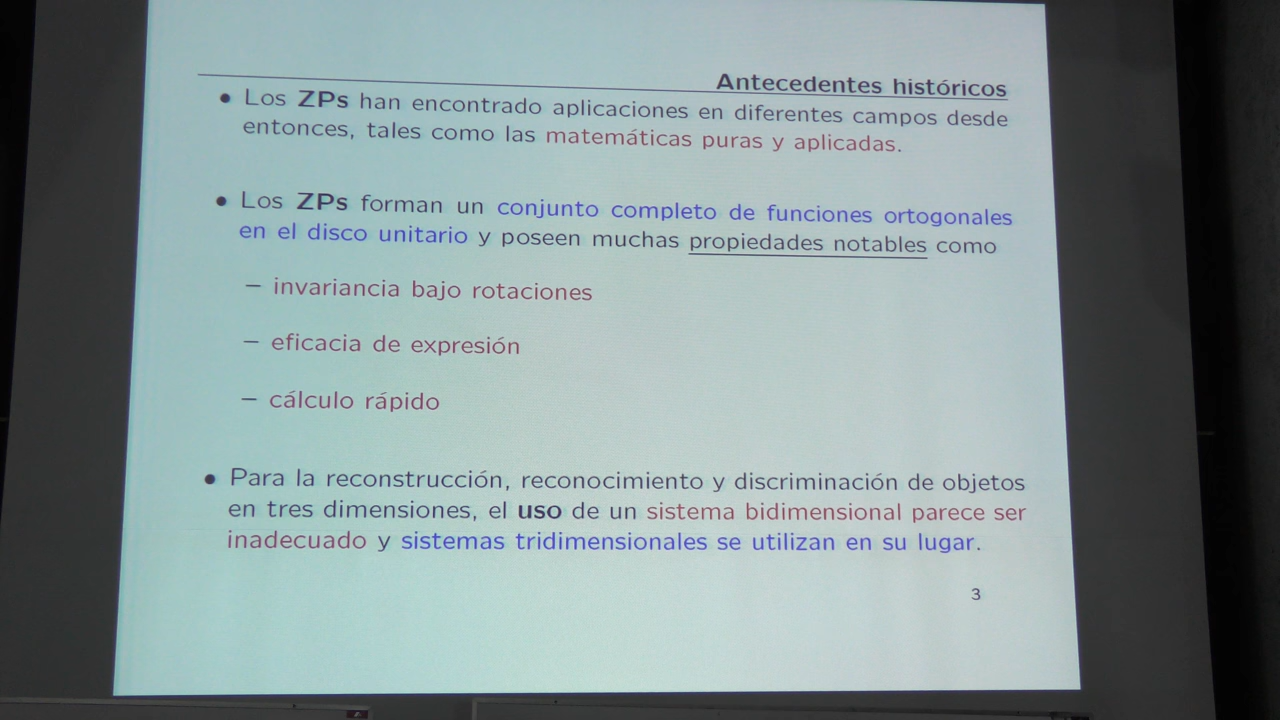 Antecedentes históricos
• Los ZPs han encontrado aplicaciones en diferentes campos desde
entonces, tales como las matemáticas puras y aplicadas.
• Los ZPs forman un conjunto completo de funciones ortogonales
en el disco unitario y poseen muchas propiedades notables como
– invariancia bajo rotaciones
– eficacia de expresión
– cálculo rápido
• Para la reconstrucción, reconocimiento y discriminación de objetos
en tres dimensiones, el uso de un sistema bidimensional parece ser
inadecuado y sistemas tridimensionales se utilizan en su lugar.
3